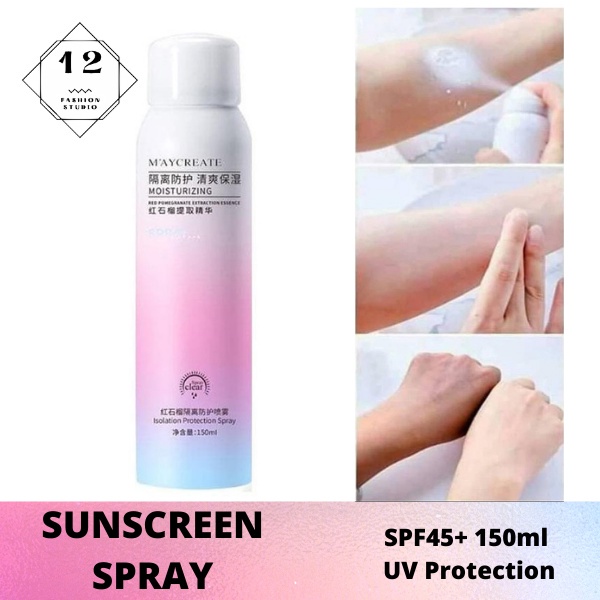 12
FASHION
STUDIO
M'AYCREATE
隔离防护 清爽保湿
MOISTURIZING
RED POMEGRANATE EXTRACTION ESSENCE
红石榴提取精华
clear
红石榴隔离防护喷雾
Isolation Protection Spray
净含量:150ml
SUNSCREEN
SPRAY
SPF45+ 150ml
UV Protection